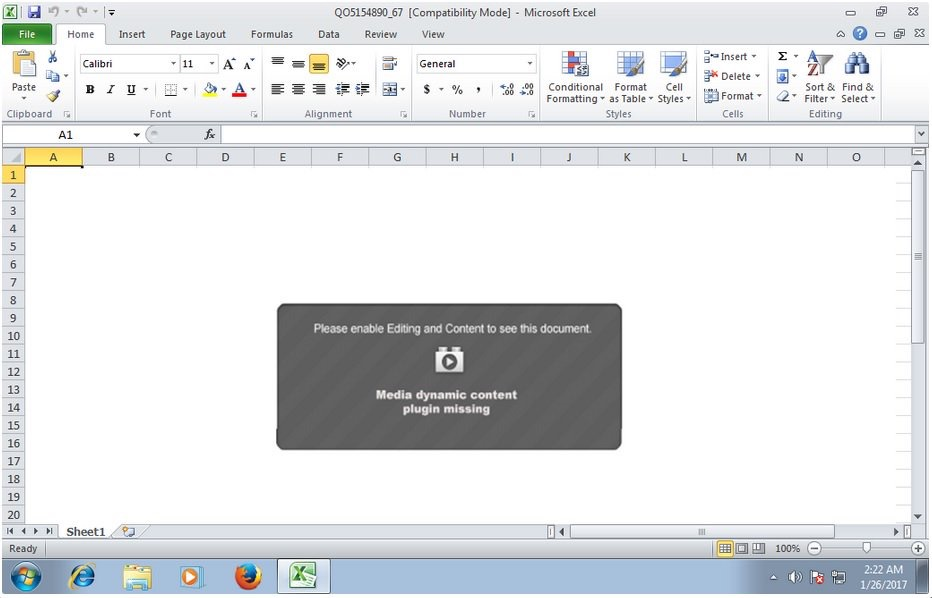 QO5154890_67 [Compatibility Mode] - Microsoft Excel
File Home Insert Page Layout Formulas Data Review View
Calibri 11 General
Paste
B I U $ % ,
Conditional Formatting
Format as Table
Cell Styles
Insert
Delete
Format
Σ
Sort & Filter
Find & Select
Clipboard Font Alignment Number Styles Cells Editing
A1 fx
A B C D E F G H I J K L M N O
1
2
3
4
5
6
7
8
9
10
11
12
13
14
15
16
17
18
19
20
Please enable Editing and Content to see this document.
Media dynamic content
plugin missing
Sheet1
Ready 100%
2:22 AM
1/26/2017